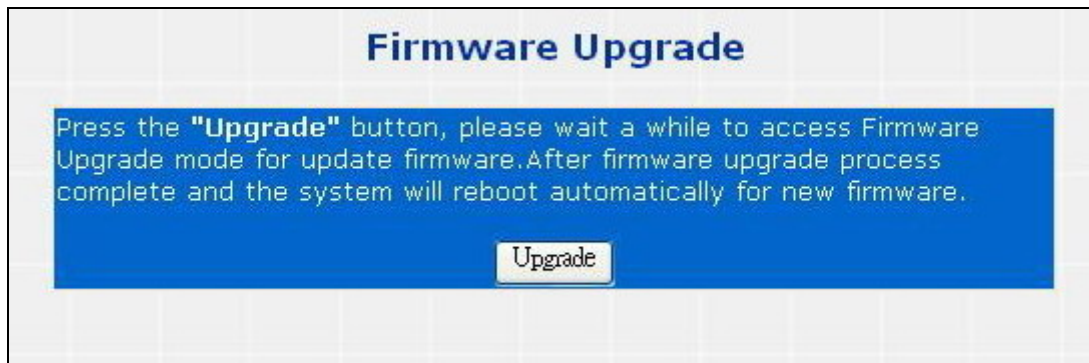 Firmware Upgrade
Press the "Upgrade" button, please wait a while to access Firmware
Upgrade mode for update firmware.After firmware upgrade process
complete and the system will reboot automatically for new firmware.
Upgrade